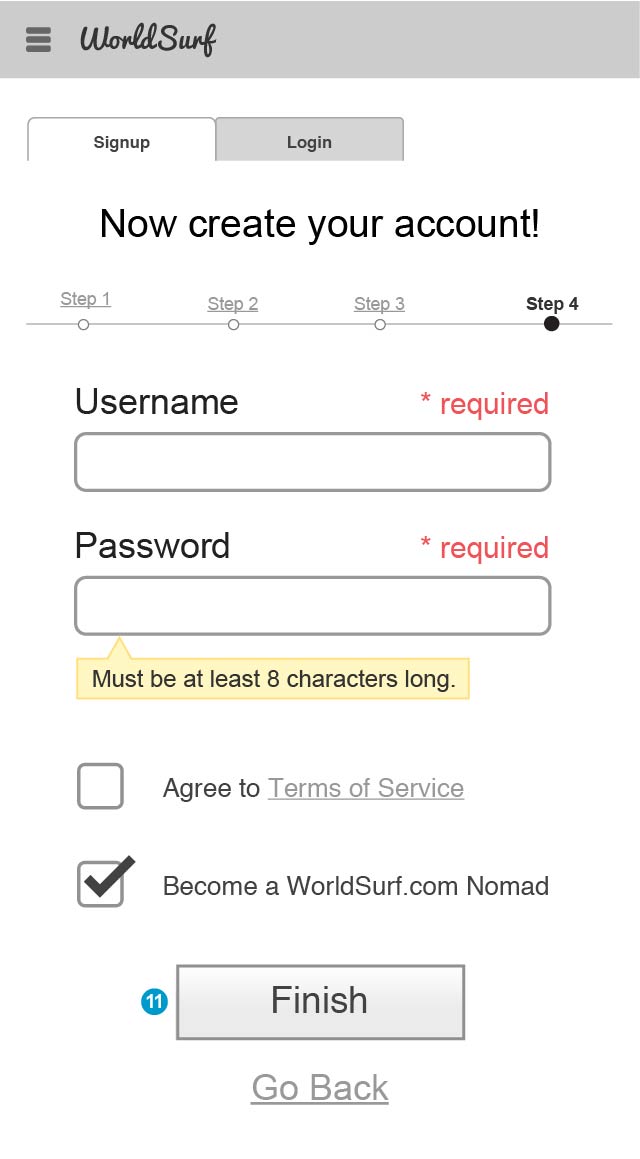 WorldSurf
Signup Login
Now create your account!
Step 1 Step 2 Step 3 Step 4
Username * required
Password * required
Must be at least 8 characters long.
Agree to Terms of Service
Become a WorldSurf.com Nomad
11 Finish
Go Back